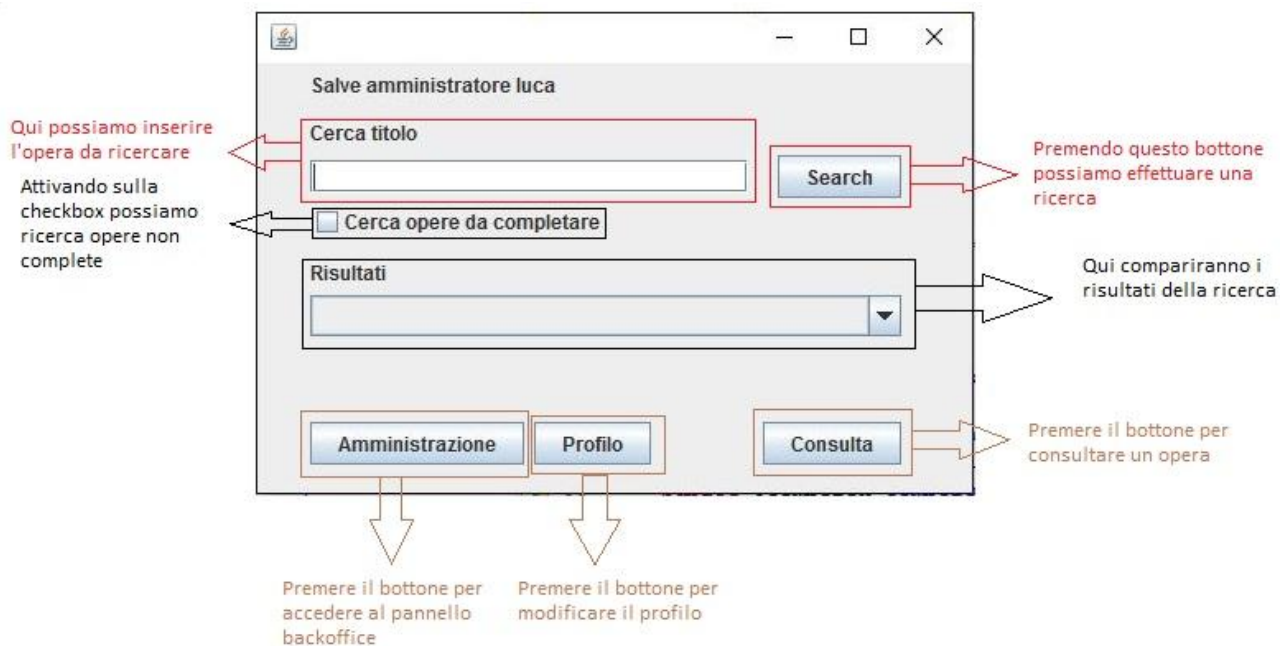 Salve amministratore luca
Qui possiamo inserire
l'opera da ricercare
Cerca titolo
Search
Premendo questo bottone
possiamo effettuare una
ricerca
Attivando sulla
checkbox possiamo
ricerca opere non
complete
Cerca opere da completare
Risultati
Qui compariranno i
risultati della ricerca
Amministrazione
Profilo
Consulta
Premere il bottone per
consultare un opera
Premere il bottone per
accedere al pannello
backoffice
Premere il bottone per
modificare il profilo